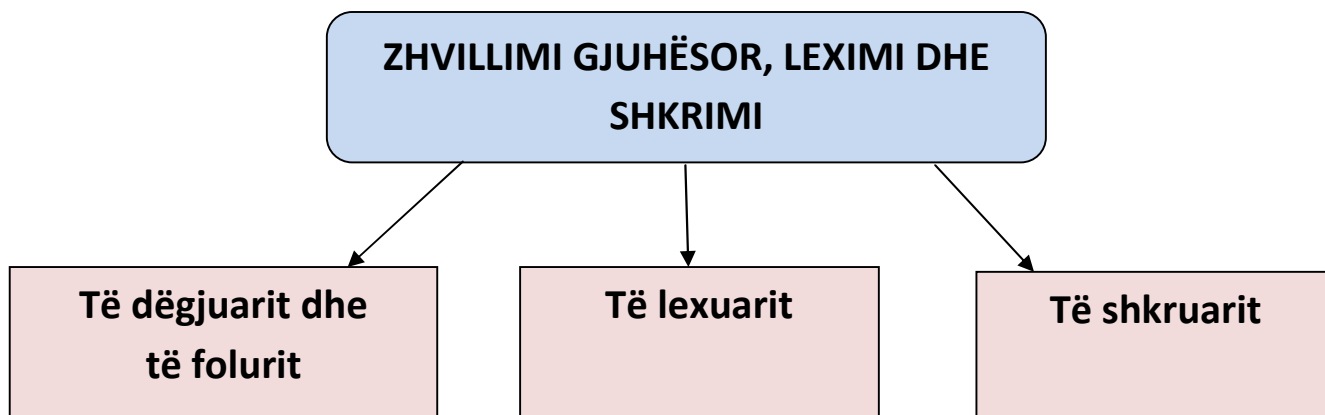 ZHVILLIMI GJUHËSOR, LEXIMI DHE
SHKRIMI
Të dëgjuarit dhe
të folurit
Të lexuarit
Të shkruarit